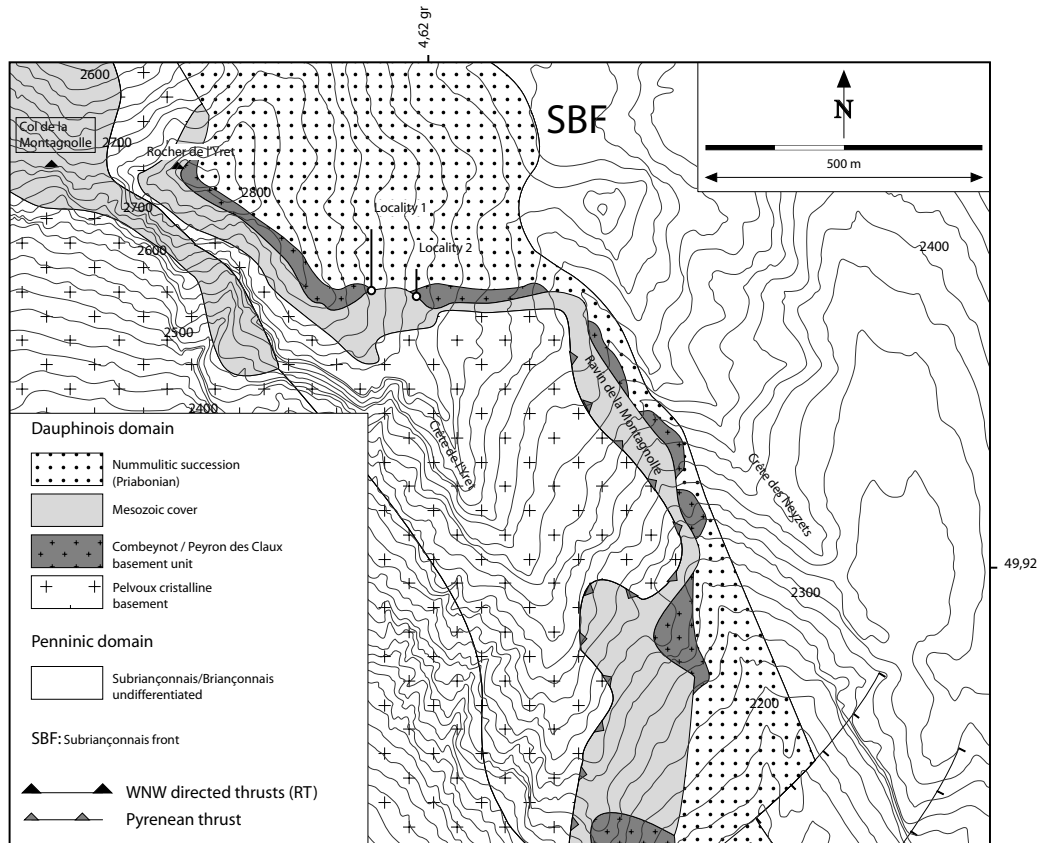 4,62 gr
2600
SBF
N
500 m
Col de la
Montagnolle
2700
Rocher de l'Yret
2800
2700
Locality 1
Locality 2
2600
2400
2500
Ravin de la Montagnolle
2400
Crête de l'Yret
Crête des Neyzets
49,92
2300
2200
Dauphinois domain
Nummulitic succession
(Priabonian)
Mesozoic cover
Combeynot / Peyron des Claux
basement unit
Pelvoux cristalline
basement
Penninic domain
Subriançonnais/Briançonnais
undifferentiated
SBF: Subriançonnais front
WNW directed thrusts (RT)
Pyrenean thrust